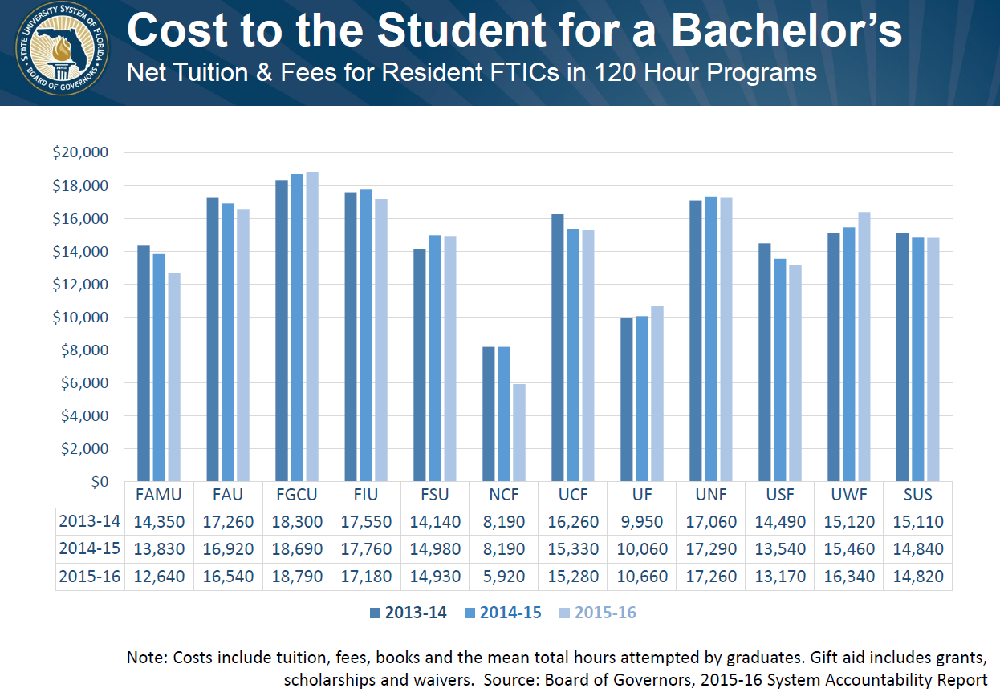 STATE UNIVERSITY SYSTEM OF FLORIDA
BOARD OF GOVERNORS
Cost to the Student for a Bachelor’s
Net Tuition & Fees for Resident FTICs in 120 Hour Programs
$20,000
$18,000
$16,000
$14,000
$12,000
$10,000
$8,000
$6,000
$4,000
$2,000
$0
FAMU FAU FGCU FIU FSU NCF UCF UF UNF USF UWF SUS
2013-14 14,350 17,260 18,300 17,550 14,140 8,190 16,260 9,950 17,060 14,490 15,120 15,110
2014-15 13,830 16,920 18,690 17,760 14,980 8,190 15,330 10,060 17,290 13,540 15,460 14,840
2015-16 12,640 16,540 18,790 17,180 14,930 5,920 15,280 10,660 17,260 13,170 16,340 14,820
2013-14 2014-15 2015-16
Note: Costs include tuition, fees, books and the mean total hours attempted by graduates. Gift aid includes grants,
scholarships and waivers. Source: Board of Governors, 2015-16 System Accountability Report